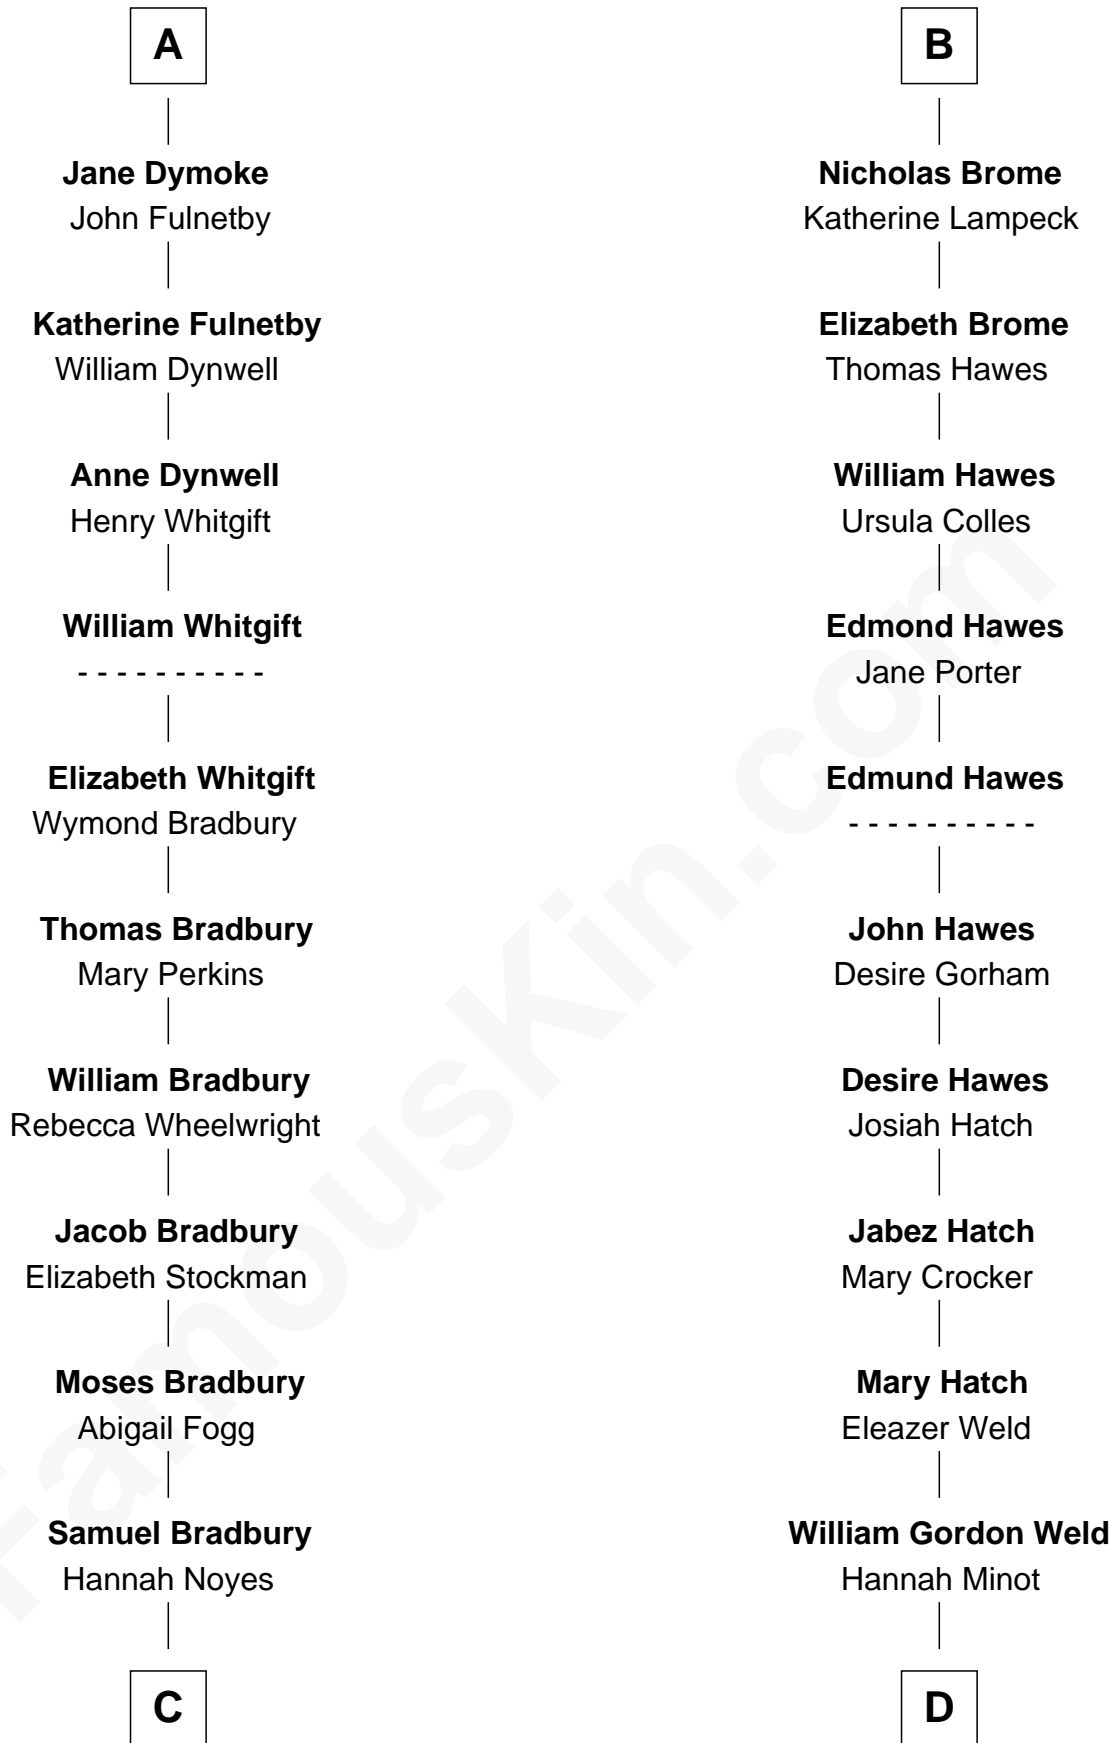 A
Jane Dymoke
John Fulnetby
Katherine Fulnetby
William Dynwell
Anne Dynwell
Henry Whitgift
William Whitgift
- - - - - - - - - -
Elizabeth Whitgift
Wymond Bradbury
Thomas Bradbury
Mary Perkins
William Bradbury
Rebecca Wheelwright
Jacob Bradbury
Elizabeth Stockman
Moses Bradbury
Abigail Fogg
Samuel Bradbury
Hannah Noyes
C
B
Nicholas Brome
Katherine Lampeck
Elizabeth Brome
Thomas Hawes
William Hawes
Ursula Colles
Edmond Hawes
Jane Porter
Edmund Hawes
- - - - - - - - - -
John Hawes
Desire Gorham
Desire Hawes
Josiah Hatch
Jabez Hatch
Mary Crocker
Mary Hatch
Eleazer Weld
William Gordon Weld
Hannah Minot
D
FamousKin.com